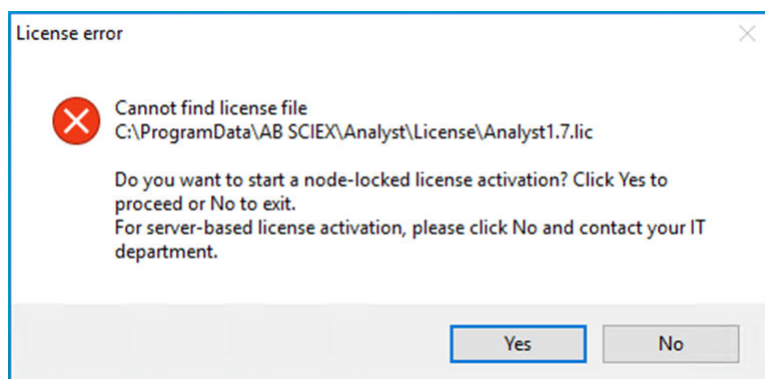 License error
Cannot find license file
C:\ProgramData\AB SCIEX\Analyst\License\Analyst1.7.lic
Do you want to start a node-locked license activation? Click Yes to
proceed or No to exit.
For server-based license activation, please click No and contact your IT
department.
Yes
No